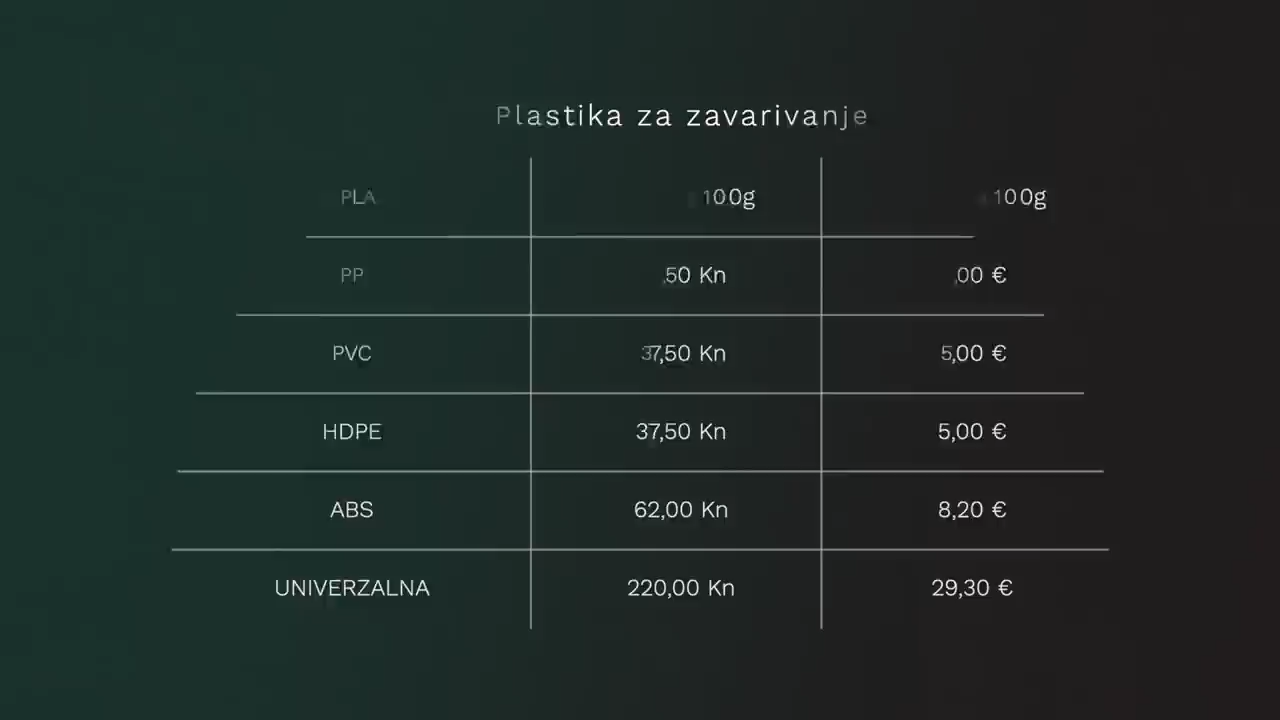 Plastika za zavarivanje
PLA 100g 100g
PP ,50 Kn ,00 €
PVC 37,50 Kn 5,00 €
HDPE 37,50 Kn 5,00 €
ABS 62,00 Kn 8,20 €
UNIVERZALNA 220,00 Kn 29,30 €